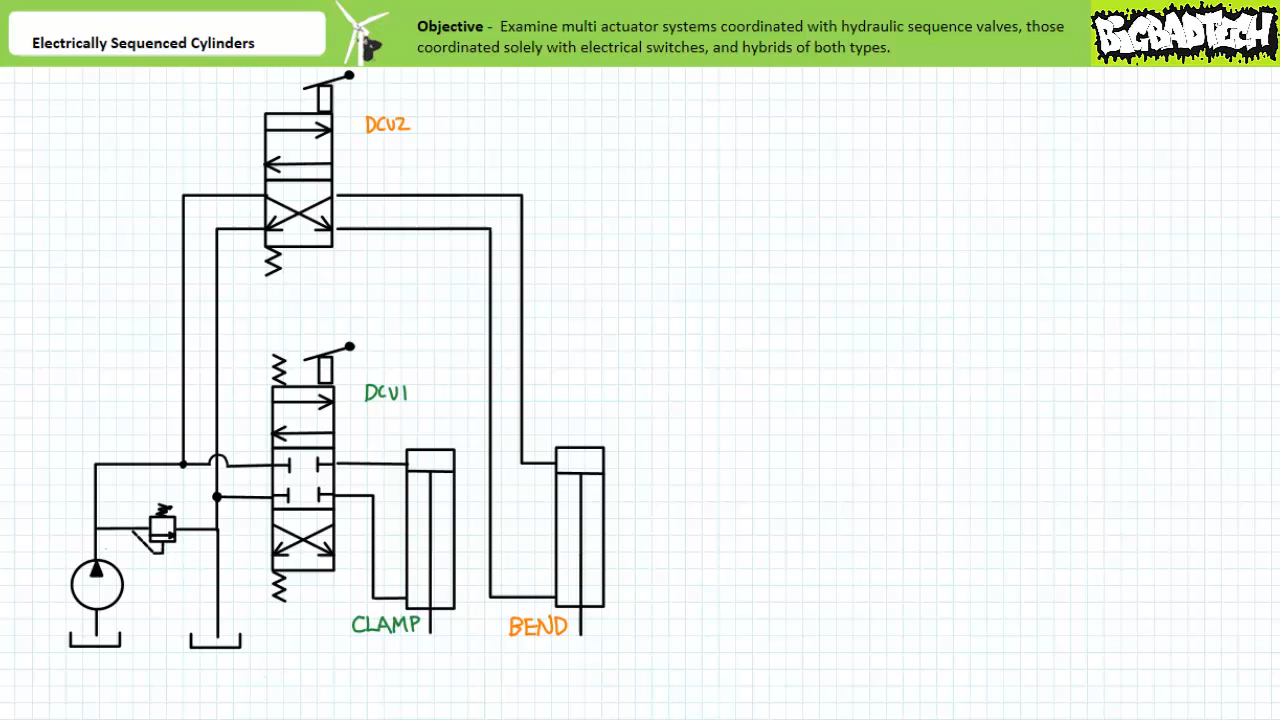 Electrically Sequenced Cylinders
Objective - Examine multi actuator systems coordinated with hydraulic sequence valves, those
coordinated solely with electrical switches, and hybrids of both types.
BIGBADTECH
DCV2
DCV1
CLAMP
BEND